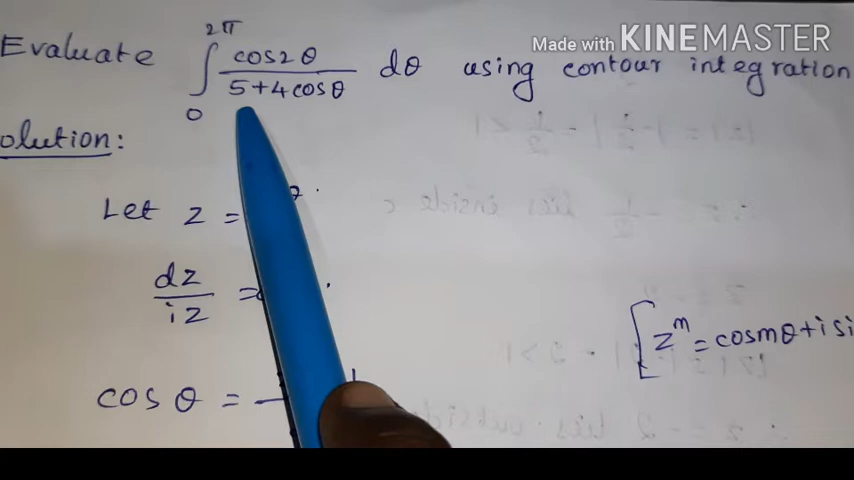 Made with KINEMASTER
Evaluate ∫₀^{2π} cos2θ / (5+4cosθ) dθ using contour integration
olution:
Let z =
dz/iz =
[z^m = cosmθ + i si
cos θ =